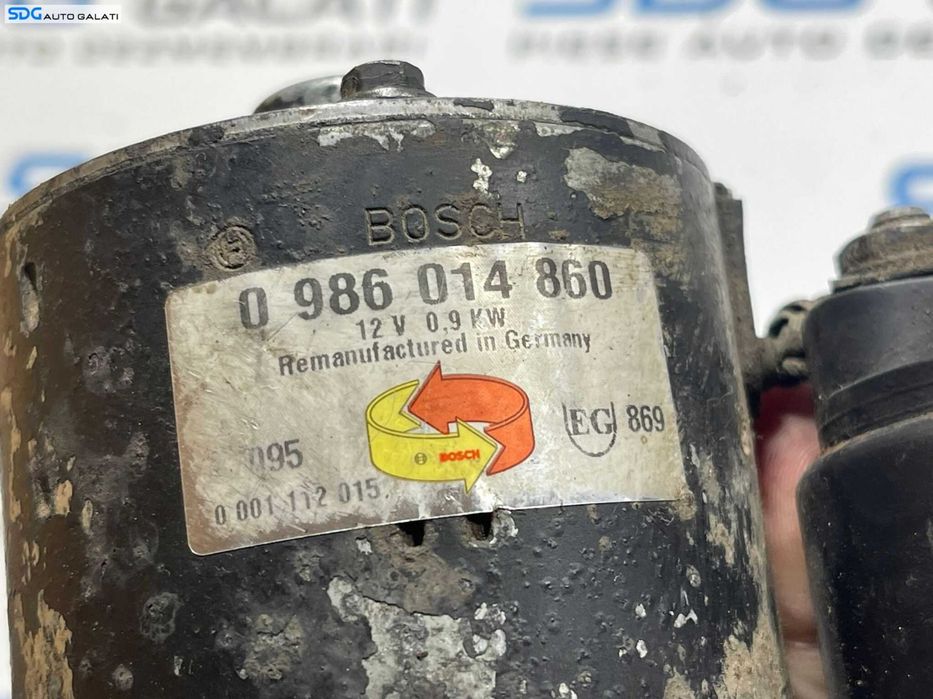 SDG AUTO GALATI
BOSCH
0 986 014 860
12 V 0,9 KW
Remanufactured in Germany
095
EG 869
BOSCH
0 001 112 015